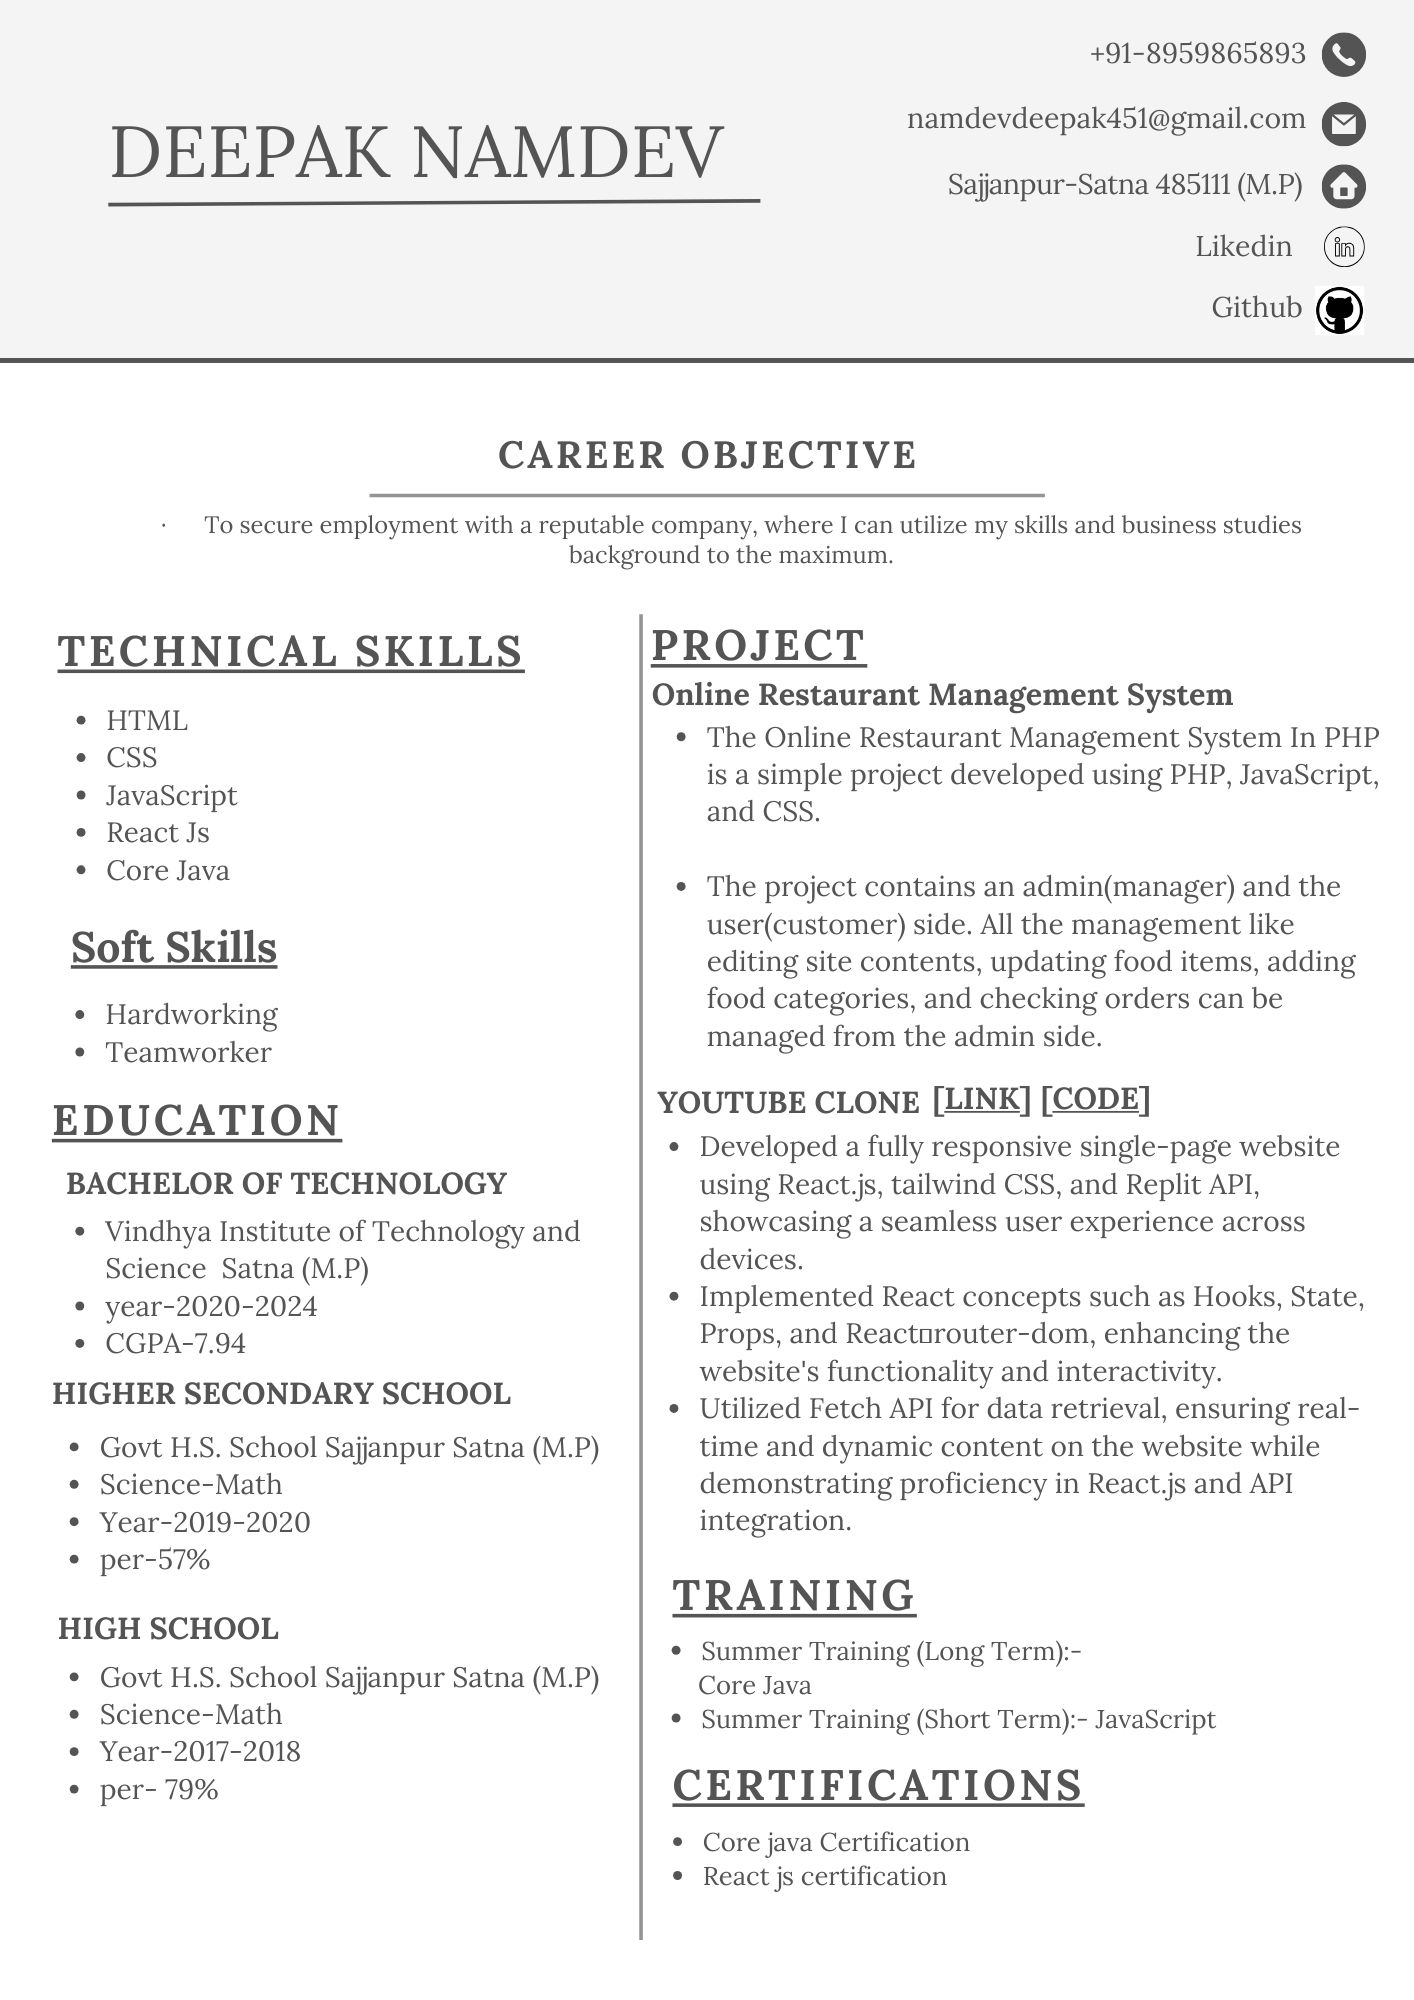 DEEPAK NAMDEV
+91-8959865893
namdevdeepak451@gmail.com
Sajjanpur-Satna 485111 (M.P)
Likedin
Github
CAREER OBJECTIVE
· To secure employment with a reputable company, where I can utilize my skills and business studies
background to the maximum.
TECHNICAL SKILLS
• HTML
• CSS
• JavaScript
• React Js
• Core Java
Soft Skills
• Hardworking
• Teamworker
EDUCATION
BACHELOR OF TECHNOLOGY
• Vindhya Institute of Technology and
Science  Satna (M.P)
• year-2020-2024
• CGPA-7.94
HIGHER SECONDARY SCHOOL
• Govt H.S. School Sajjanpur Satna (M.P)
• Science-Math
• Year-2019-2020
• per-57%
HIGH SCHOOL
• Govt H.S. School Sajjanpur Satna (M.P)
• Science-Math
• Year-2017-2018
• per- 79%
PROJECT
Online Restaurant Management System
• The Online Restaurant Management System In PHP
is a simple project developed using PHP, JavaScript,
and CSS.
• The project contains an admin(manager) and the
user(customer) side. All the management like
editing site contents, updating food items, adding
food categories, and checking orders can be
managed from the admin side.
YOUTUBE CLONE [LINK] [CODE]
• Developed a fully responsive single-page website
using React.js, tailwind CSS, and Replit API,
showcasing a seamless user experience across
devices.
• Implemented React concepts such as Hooks, State,
Props, and React□router-dom, enhancing the
website's functionality and interactivity.
• Utilized Fetch API for data retrieval, ensuring real-
time and dynamic content on the website while
demonstrating proficiency in React.js and API
integration.
TRAINING
• Summer Training (Long Term):-
Core Java
• Summer Training (Short Term):- JavaScript
CERTIFICATIONS
• Core java Certification
• React js certification